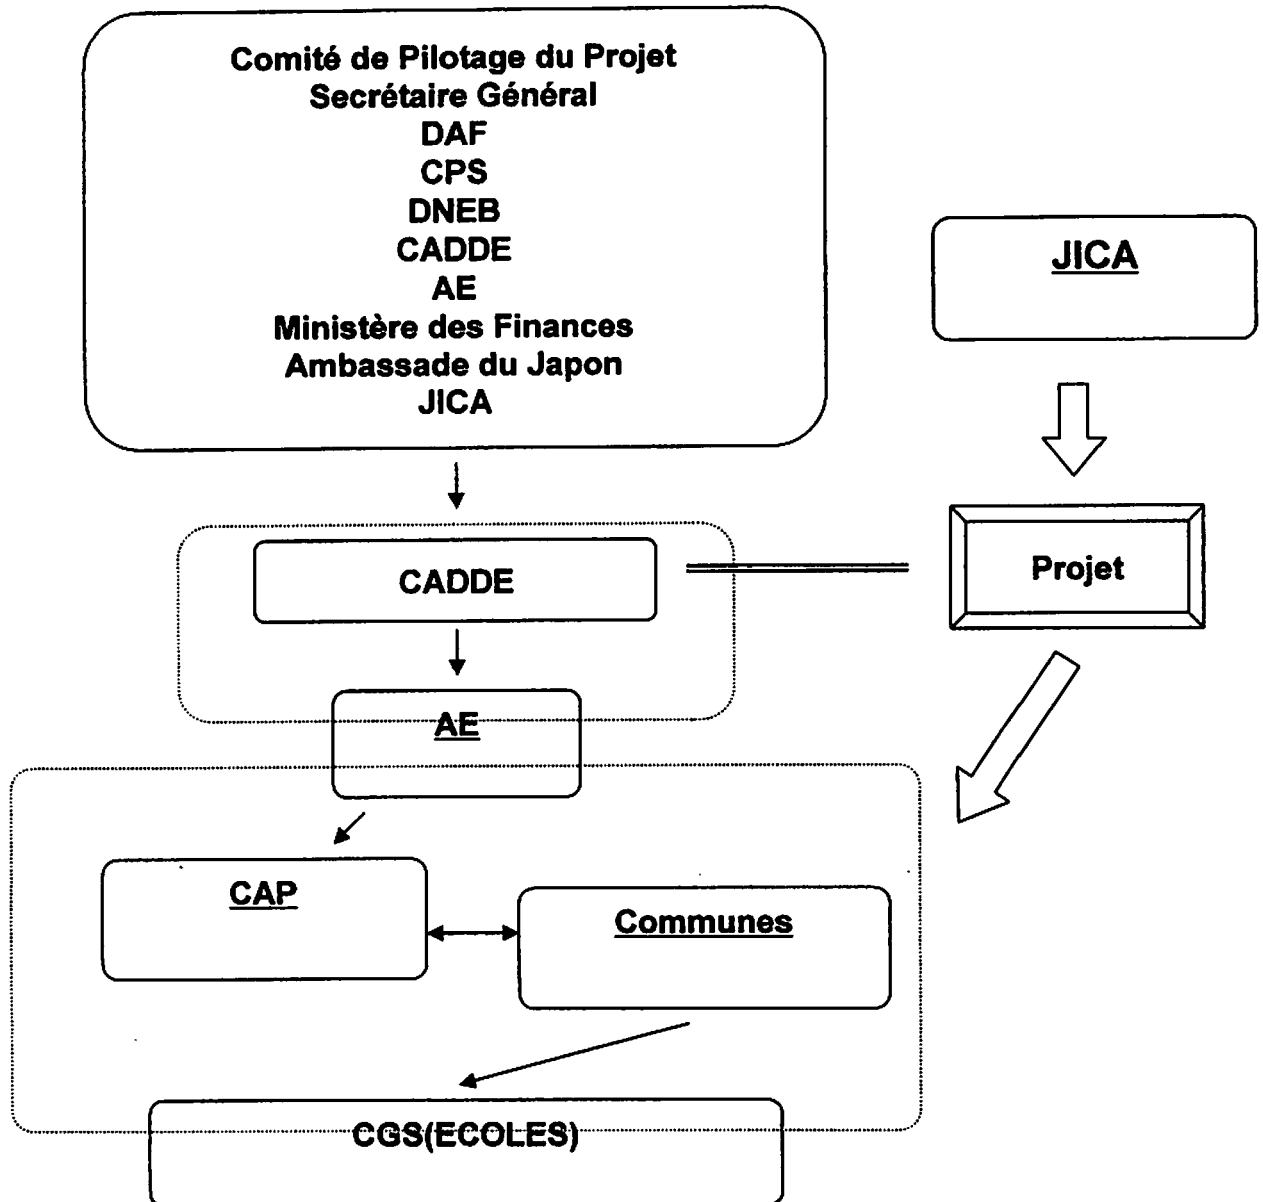 Comité de Pilotage du Projet
Secrétaire Général
DAF
CPS
DNEB
CADDE
AE
Ministère des Finances
Ambassade du Japon
JICA
JICA
Projet
CADDE
AE
CAP
Communes
CGS(ECOLES)